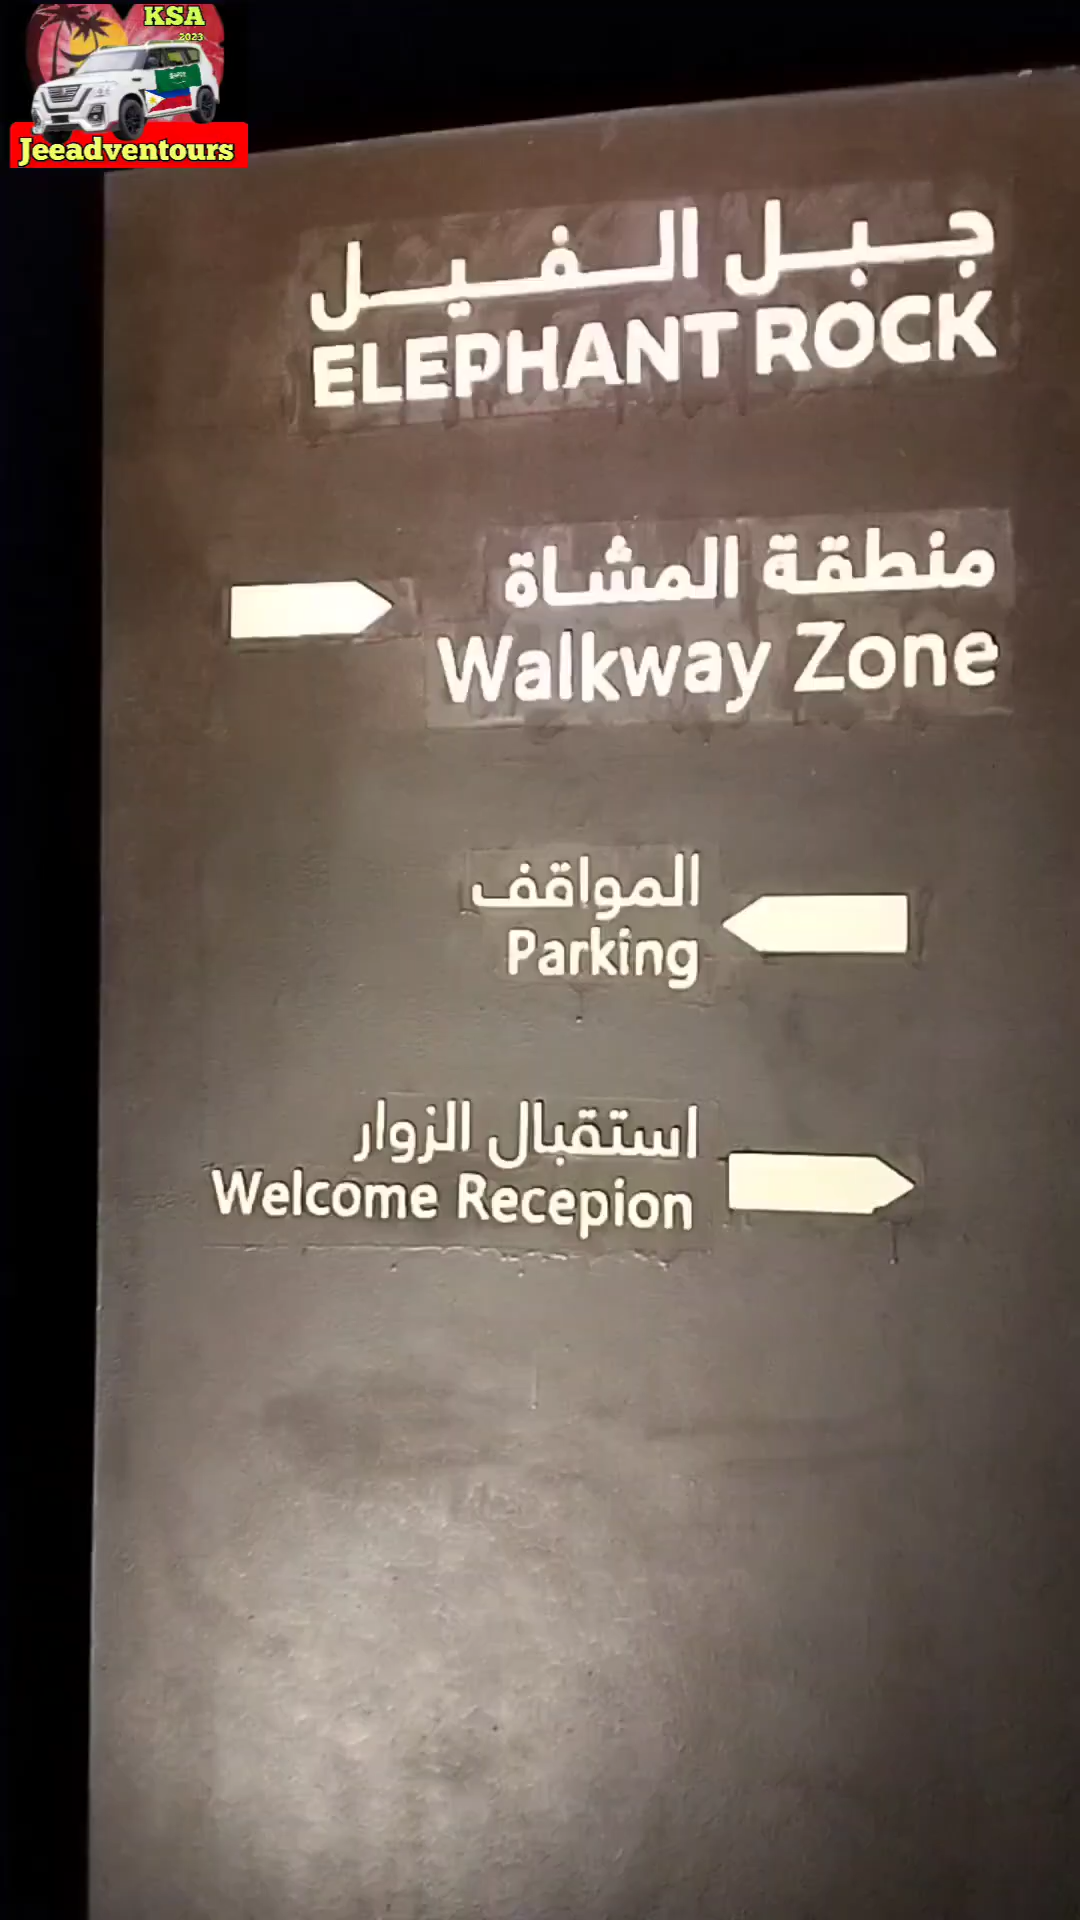 KSA
2023
Jeeadventours
جبل الفيل
ELEPHANT ROCK
منطقة المشاة
Walkway Zone
المواقف
Parking
استقبال الزوار
Welcome Recepion